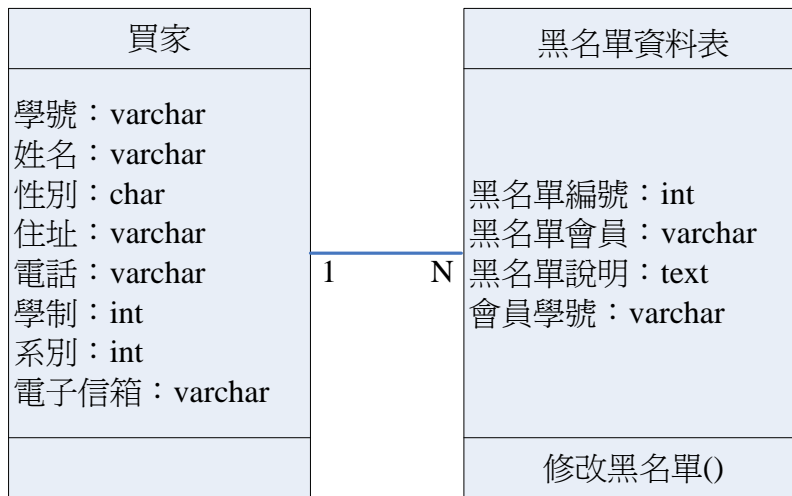 買家
學號：varchar
姓名：varchar
性別：char
住址：varchar
電話：varchar
學制：int
系別：int
電子信箱：varchar
1
N
黑名單資料表
黑名單編號：int
黑名單會員：varchar
黑名單說明：text
會員學號：varchar
修改黑名單()